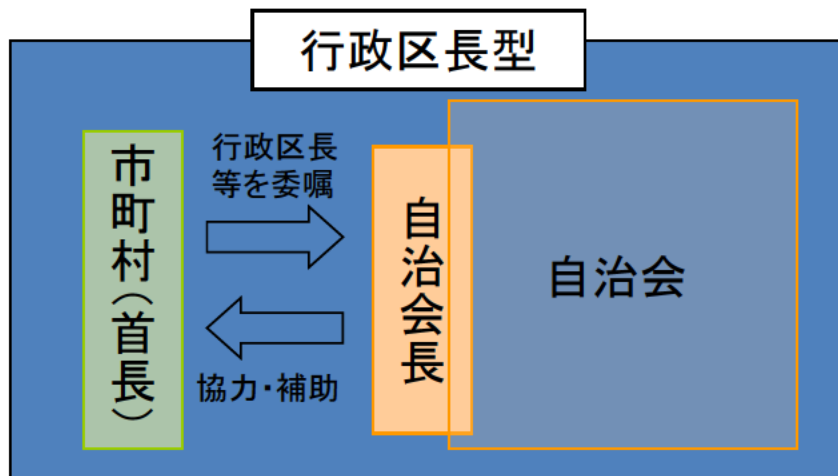 行政区長型
市町村(首長)
行政区長
等を委嘱
協力・補助
自治会長
自治会